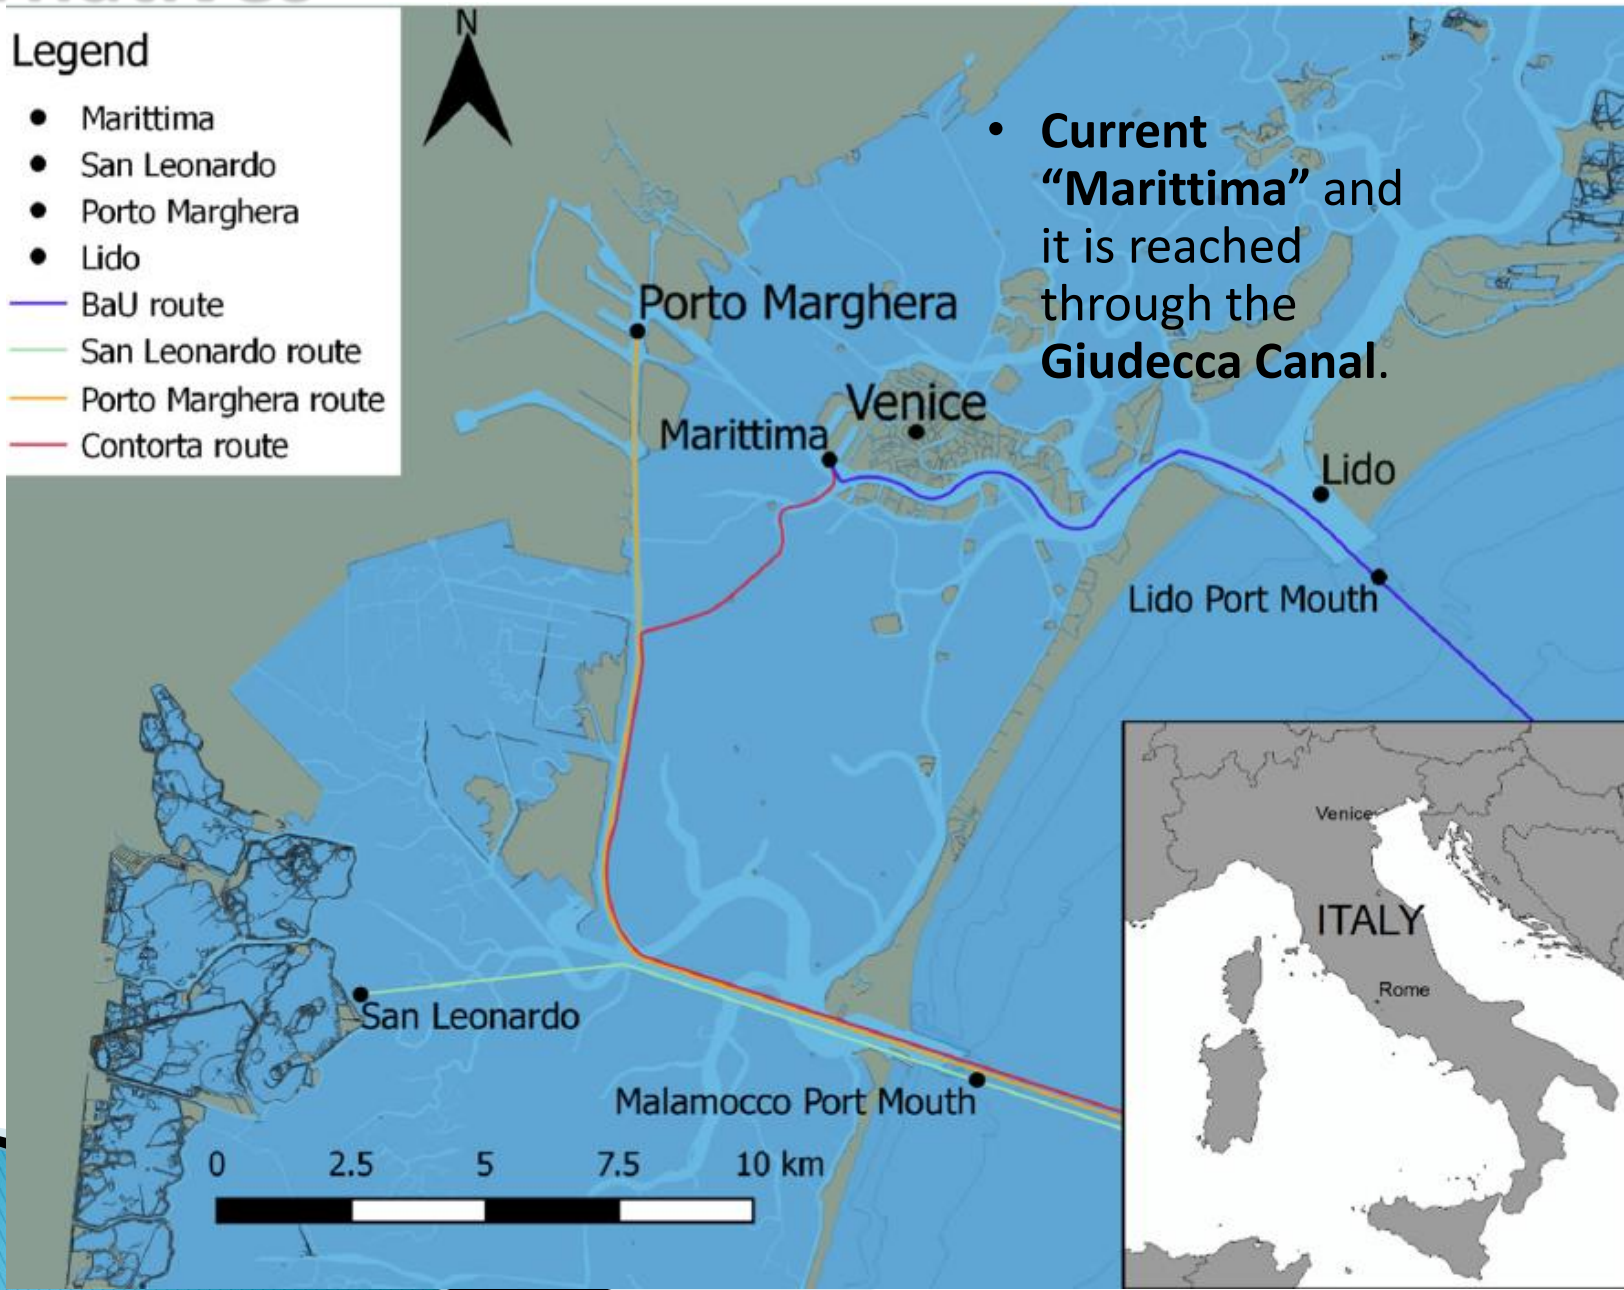 Legend
Marittima
San Leonardo
Porto Marghera
Lido
BaU route
San Leonardo route
Porto Marghera route
Contorta route
N
• Current
“Marittima” and
it is reached
through the
Giudecca Canal.
Porto Marghera
Venice
Marittima
Lido
Lido Port Mouth
San Leonardo
Malamocco Port Mouth
0 2.5 5 7.5 10 km
Venice
ITALY
Rome